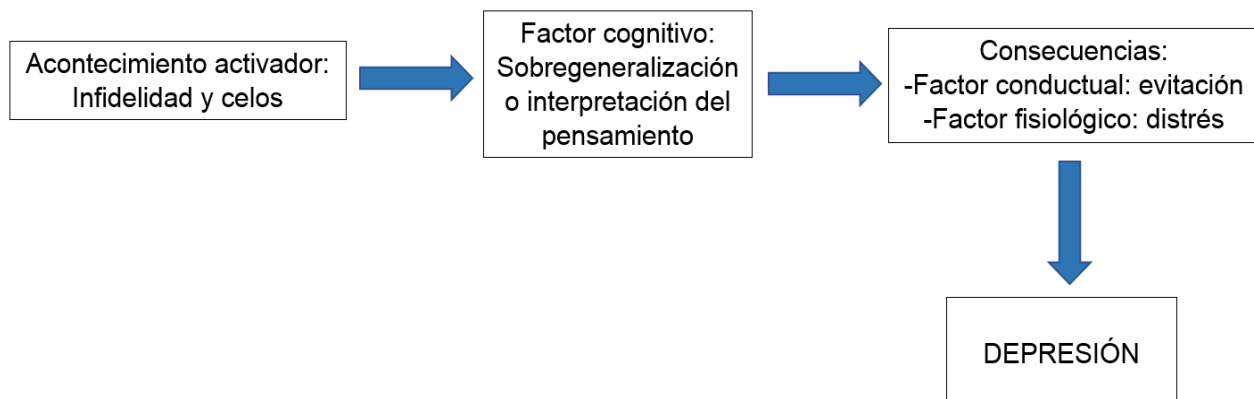 Acontecimiento activador:
Infidelidad y celos
Factor cognitivo:
Sobregeneralización
o interpretación del
pensamiento
Consecuencias:
-Factor conductual: evitación
-Factor fisiológico: distrés
DEPRESIÓN